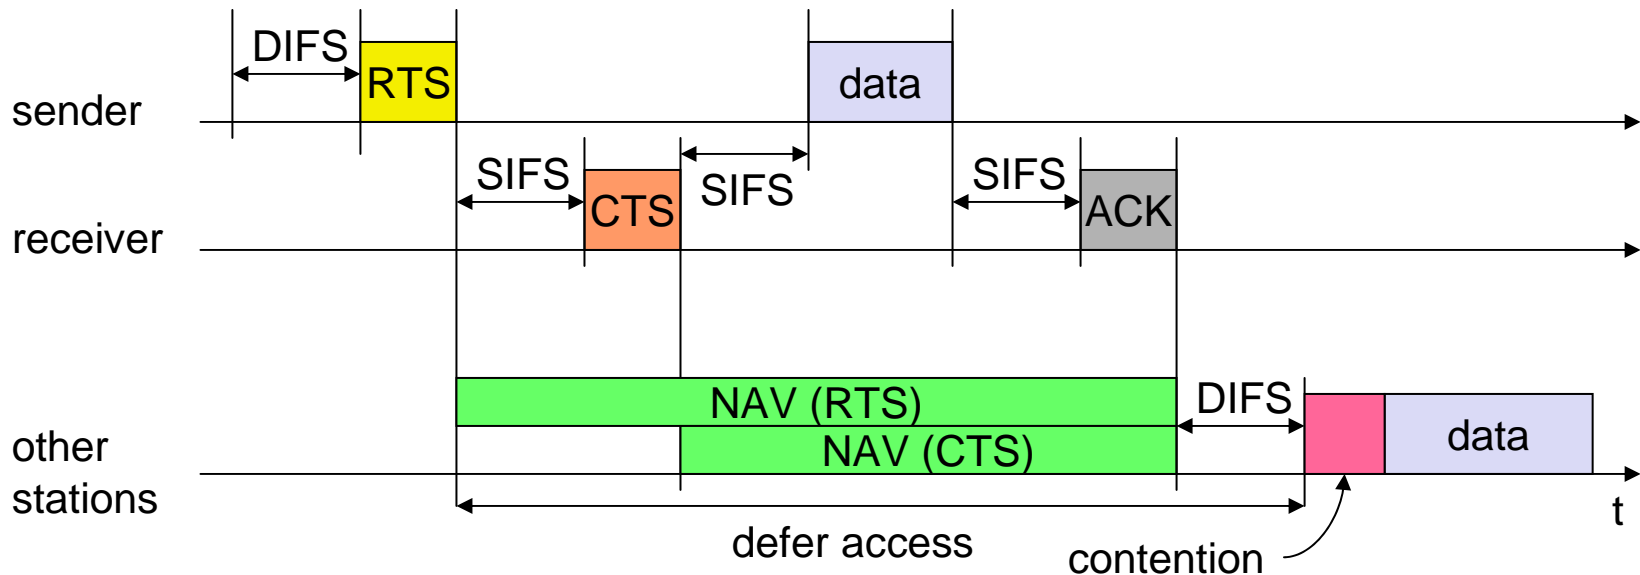 DIFS
RTS
data
sender
SIFS
CTS
SIFS
SIFS
ACK
receiver
NAV (RTS)
DIFS
NAV (CTS)
data
other
stations
t
defer access
contention